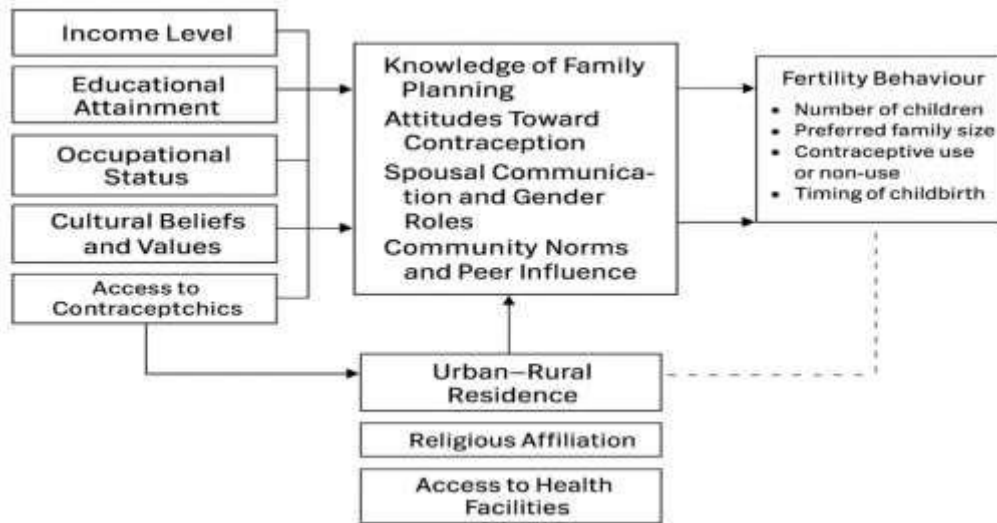 Income Level
Educational
Attainment
Occupational
Status
Cultural Beliefs
and Values
Access to
Contraceptchics
Knowledge of Family
Planning
Attitudes Toward
Contraception
Spousal Communica-
tion and Gender
Roles
Community Norms
and Peer Influence
Fertility Behaviour
• Number of children
• Preferred family size
• Contraceptive use
or non-use
• Timing of childbirth
Urban–Rural
Residence
Religious Affiliation
Access to Health
Facilities